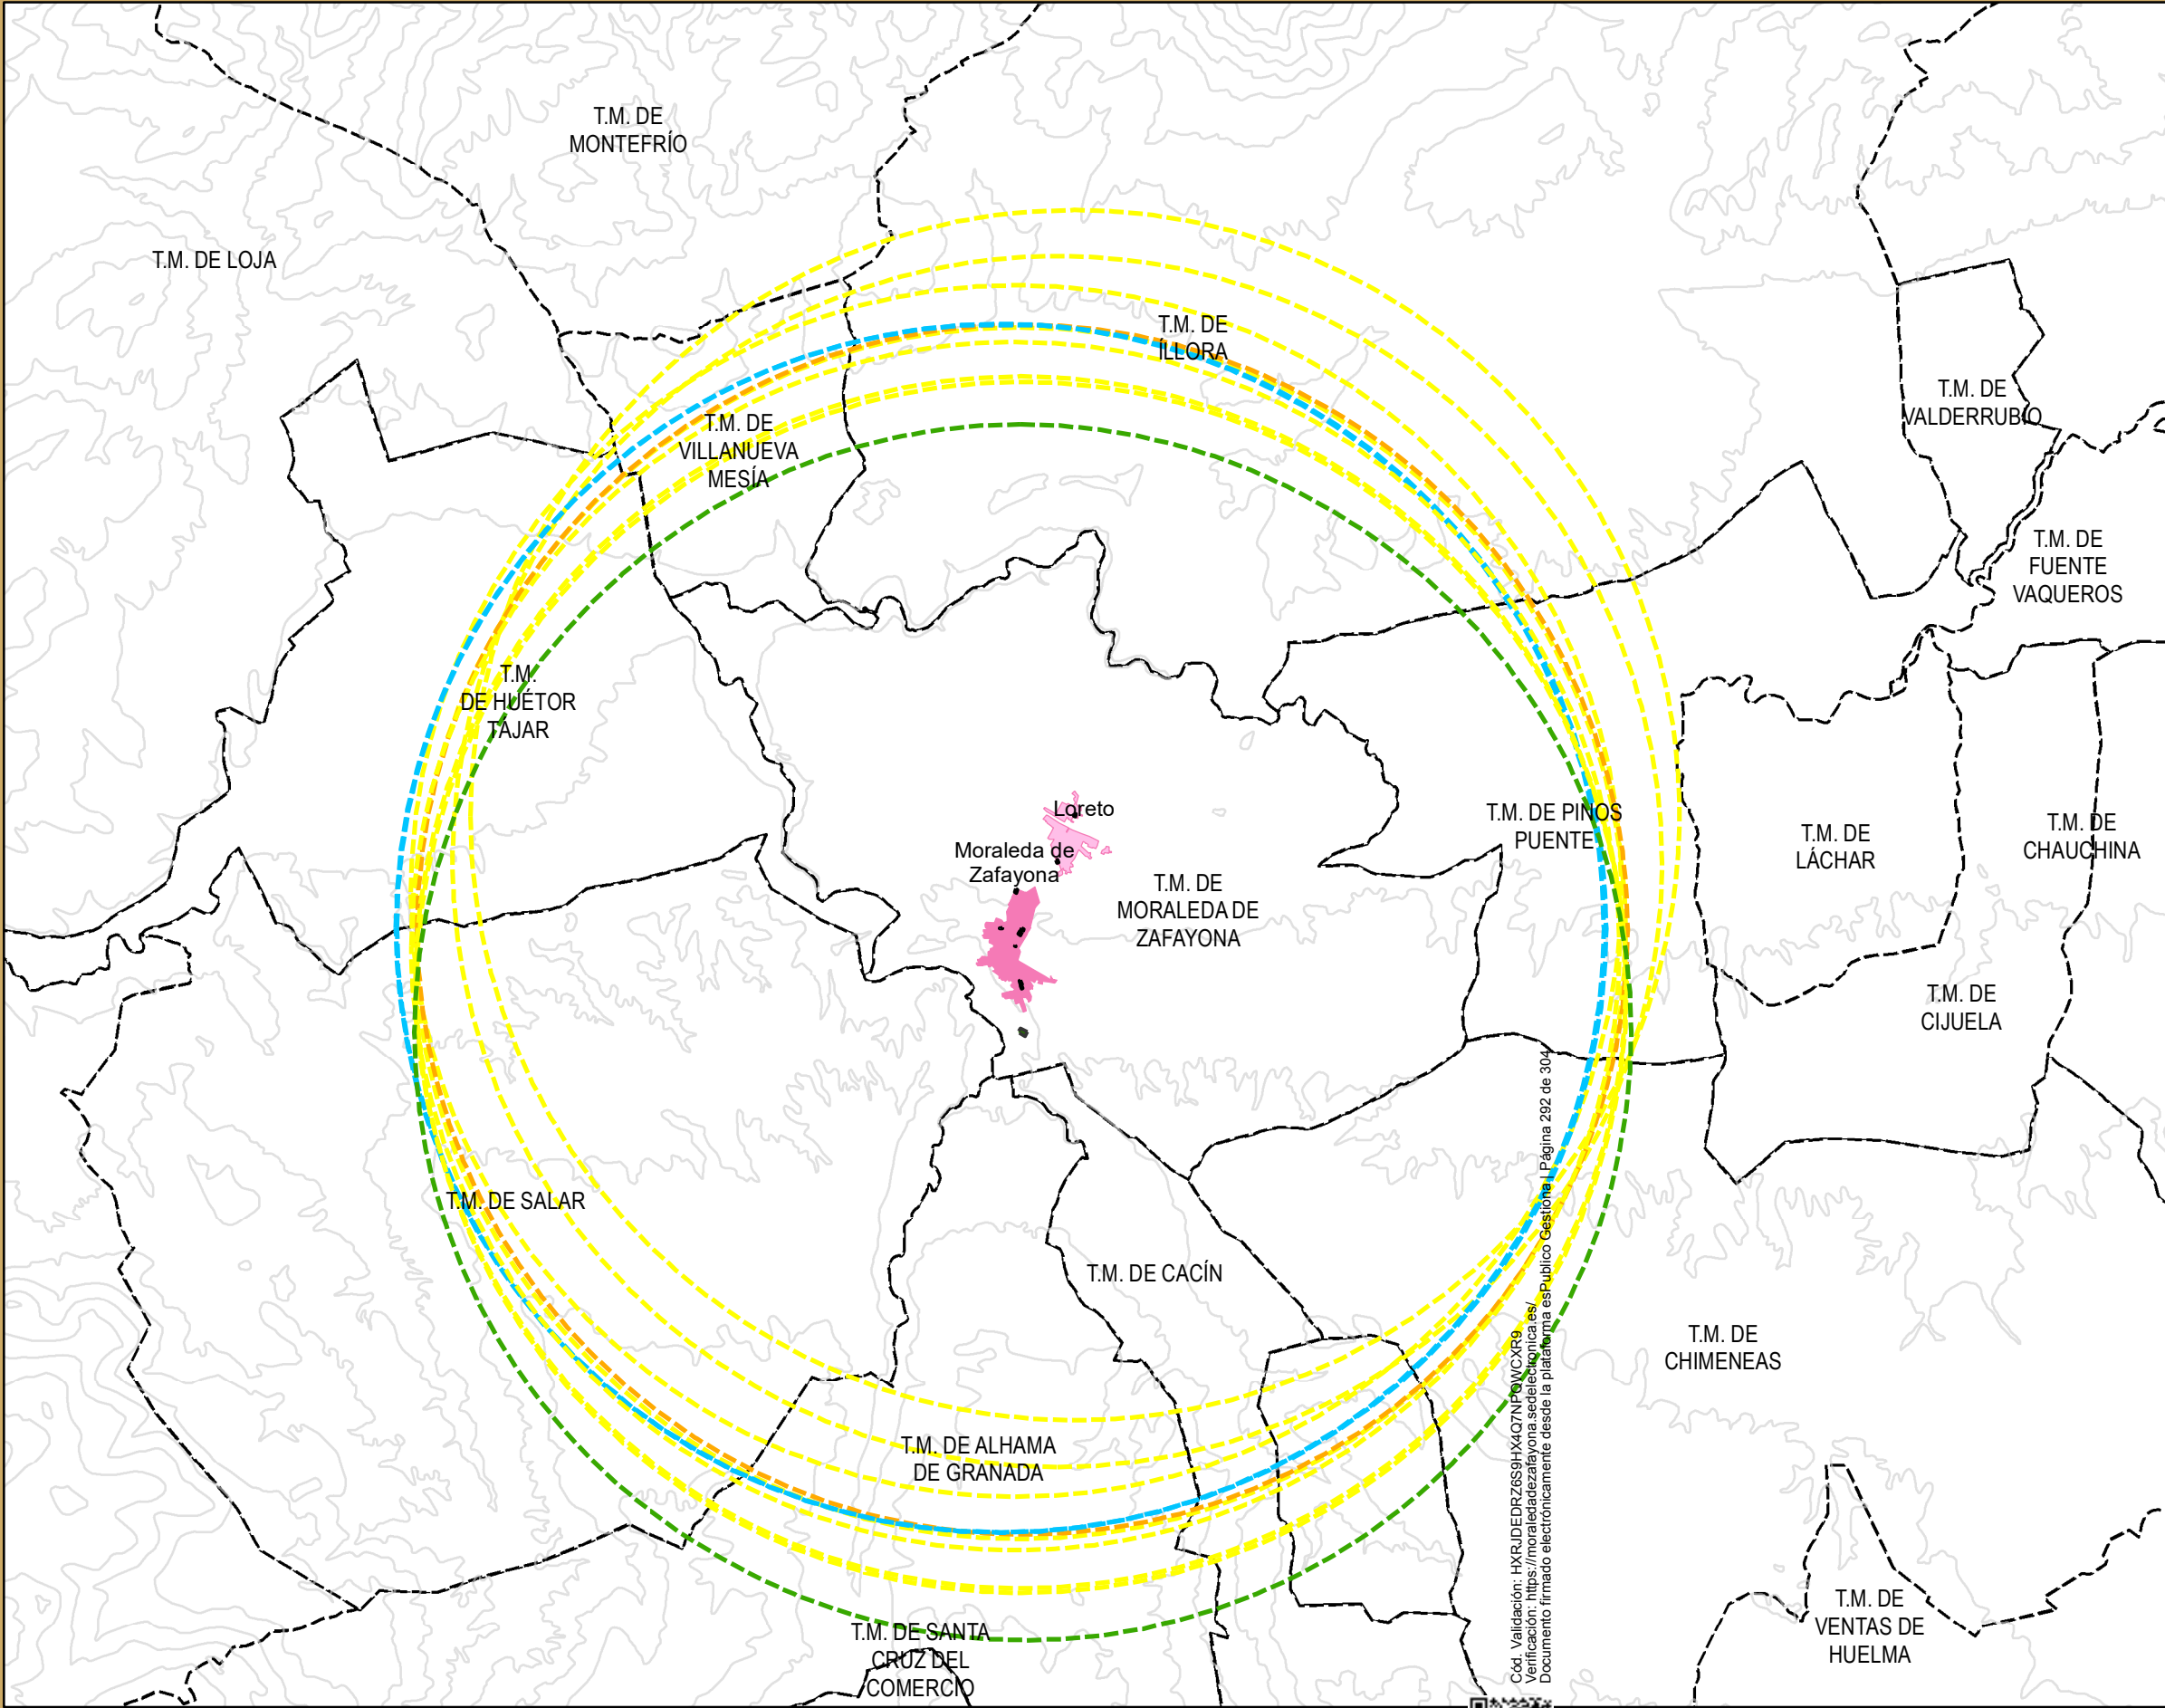 T.M. DE
MONTEFRÍO
T.M. DE LOJA
T.M. DE
ÍLLORA
T.M. DE
VALDERRUBIO
T.M. DE
VILLANUEVA
MESÍA
T.M. DE
FUENTE
VAQUEROS
T.M.
DE HUÉTOR
TAJAR
Loreto
Moraleda de
Zafayona
T.M. DE PINOS
PUENTE
T.M. DE
LÁCHAR
T.M. DE
CHAUCHINA
T.M. DE
MORALEDA DE
ZAFAYONA
T.M. DE
CIJUELA
T.M. DE SALAR
T.M. DE CACÍN
T.M. DE
CHIMENEAS
T.M. DE ALHAMA
DE GRANADA
T.M. DE SANTA
CRUZ DEL
COMERCIO
T.M. DE
VENTAS DE
HUELMA
Cód. Validación: HXRJDEDRZ6S9HX4Q7NPQWCXR9
Verificación: https://moraledadezafayona.sedelectronica.es/
Documento firmado electrónicamente desde la plataforma esPublico Gestiona | Página 292 de 304